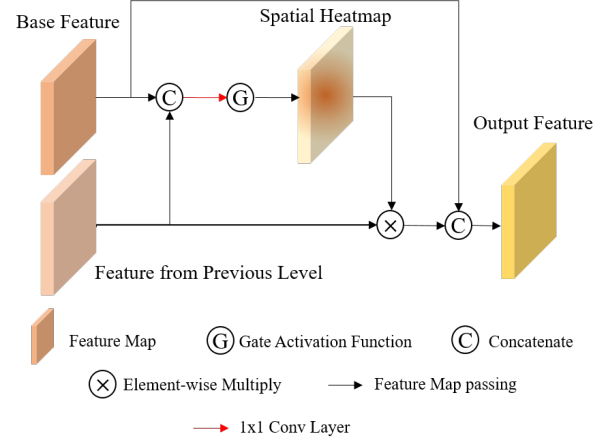 Base Feature
Spatial Heatmap
C
G
Output Feature
×
C
Feature from Previous Level
Feature Map
G Gate Activation Function
C Concatenate
× Element-wise Multiply
Feature Map passing
1x1 Conv Layer